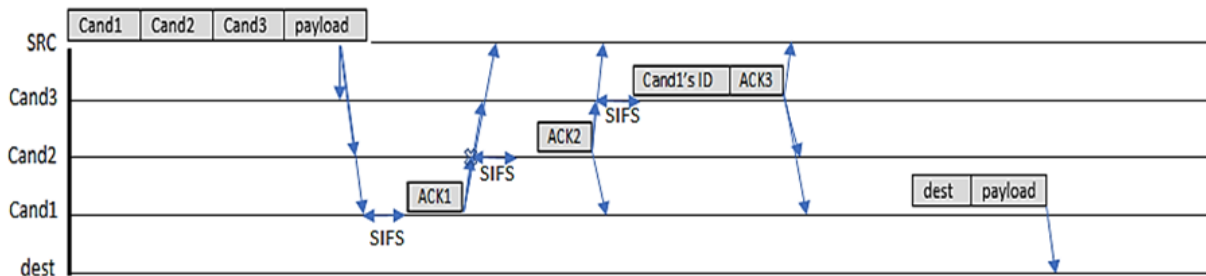 Cand1 Cand2 Cand3 payload
SRC
Cand1's ID ACK3
Cand3
SIFS
ACK2
Cand2
SIFS
ACK1
dest payload
Cand1
SIFS
dest